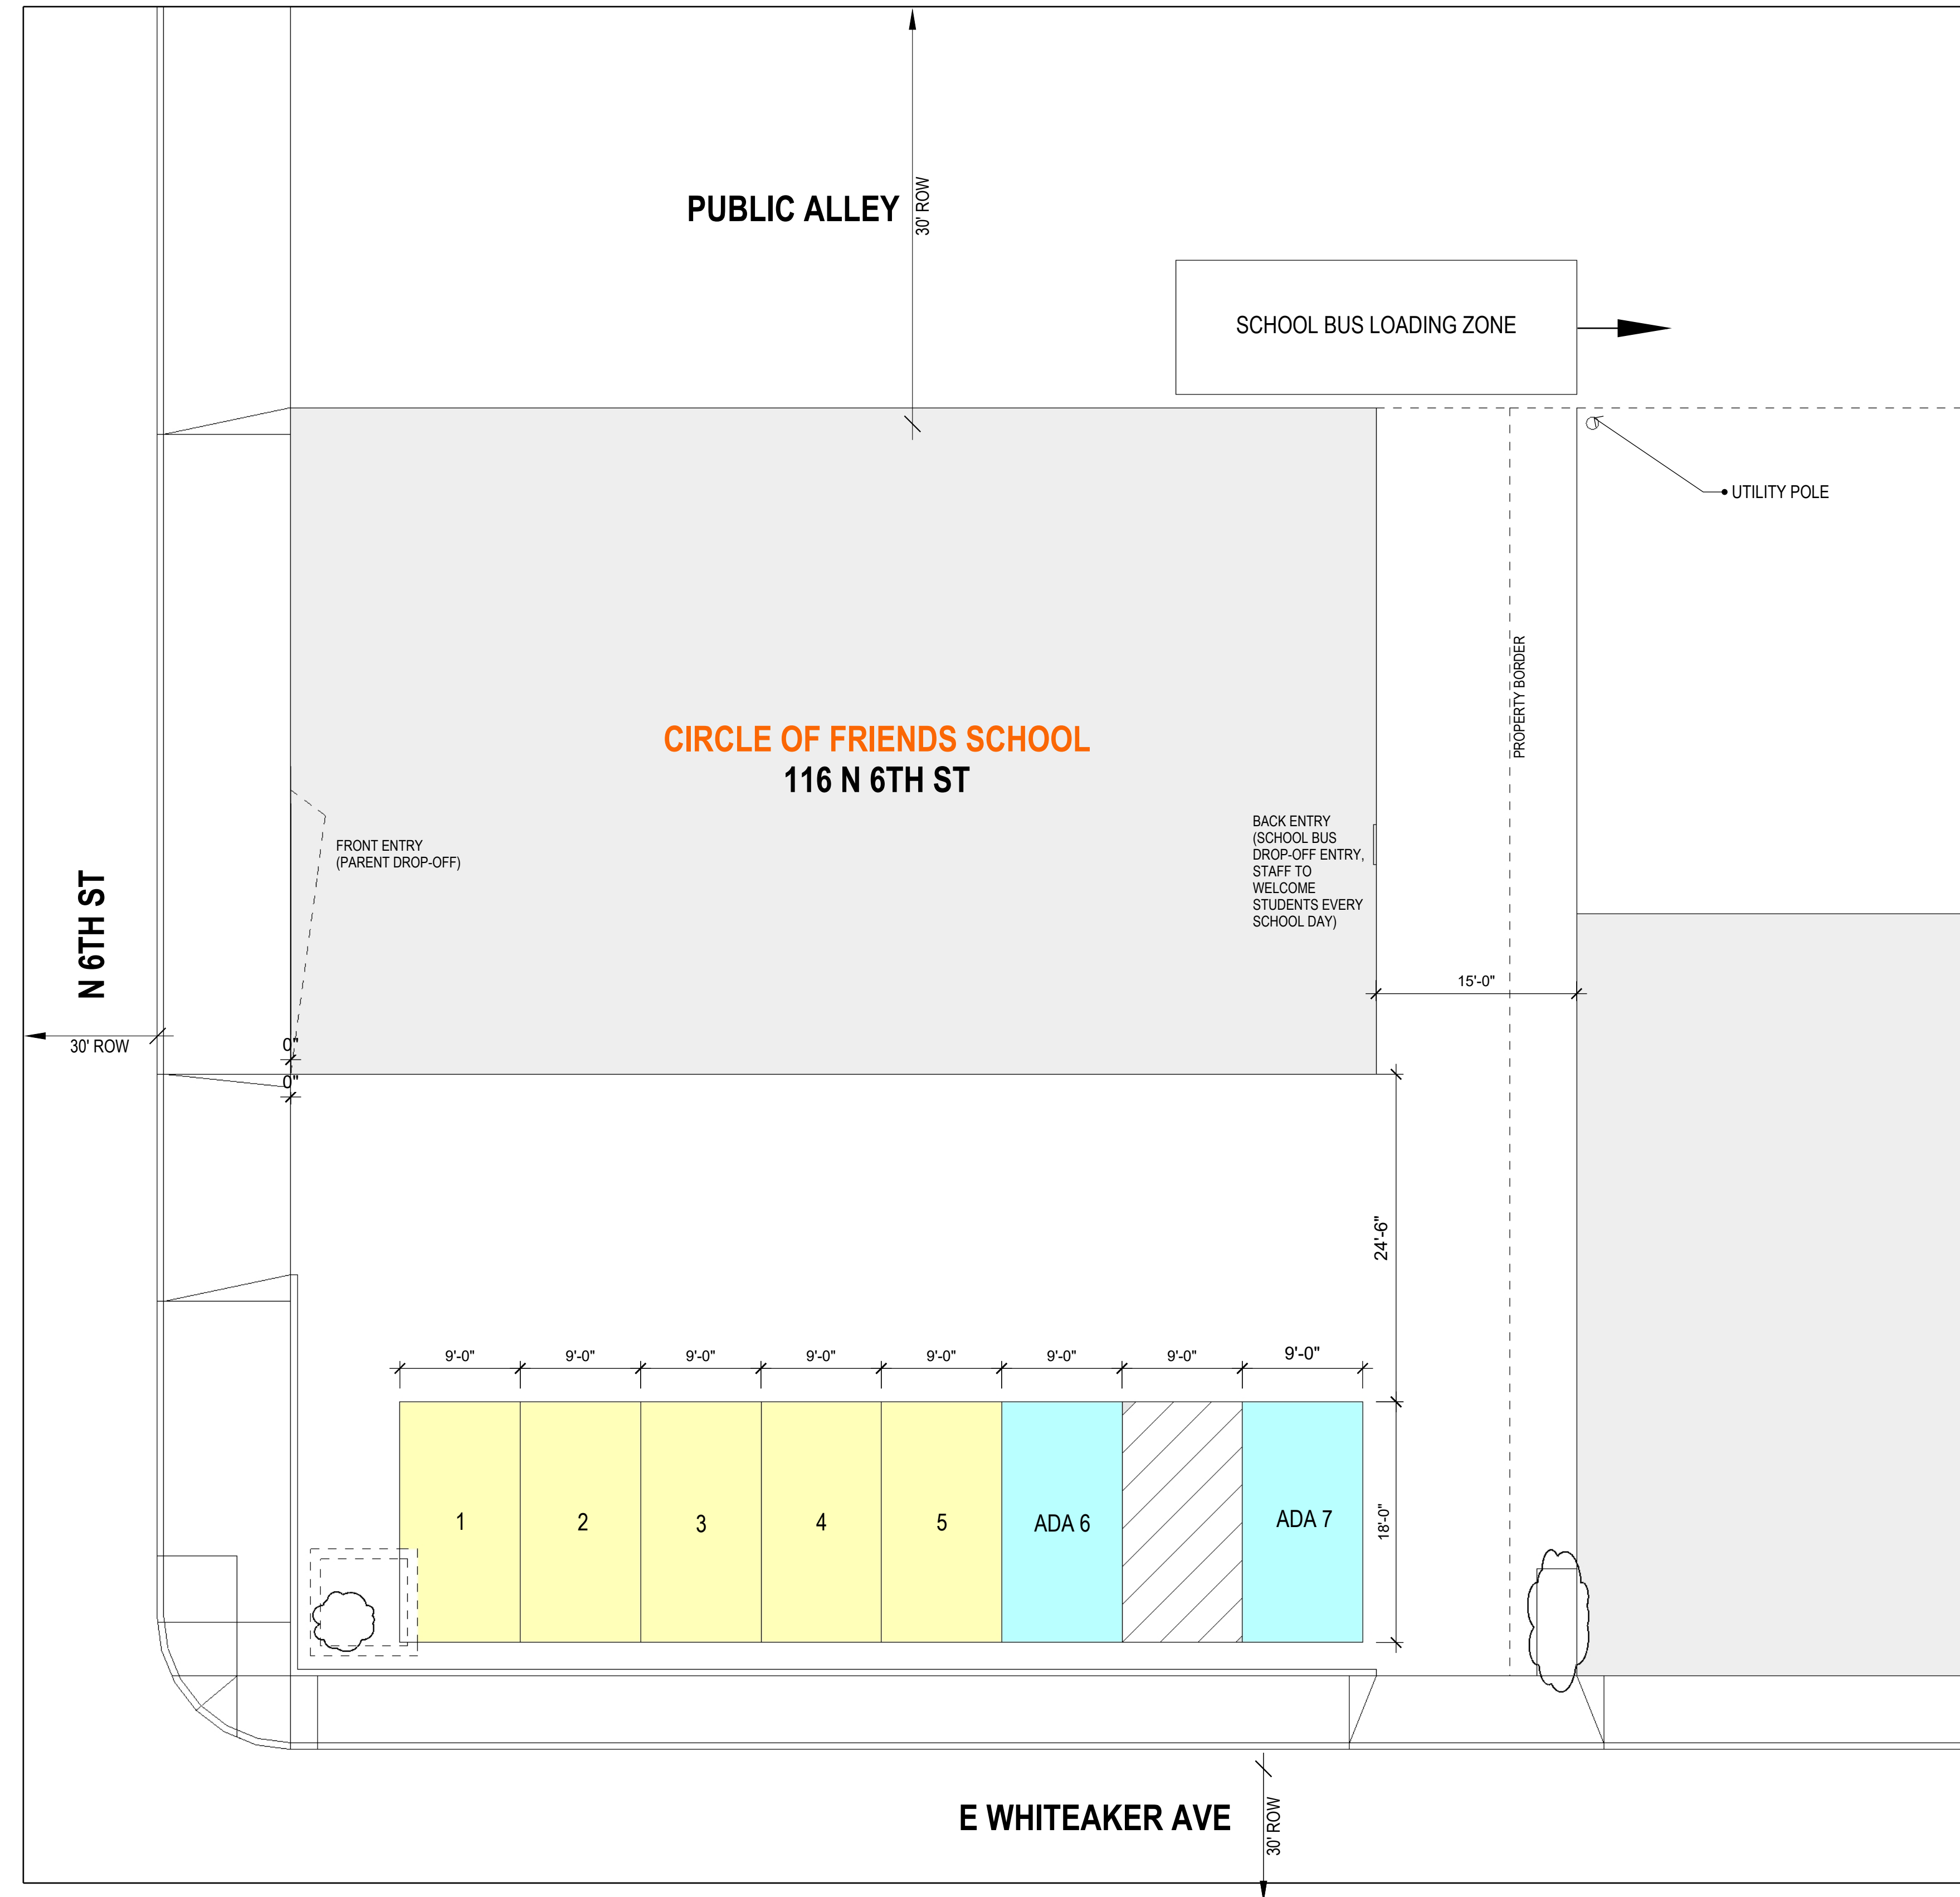 PUBLIC ALLEY
30' ROW
SCHOOL BUS LOADING ZONE
UTILITY POLE
PROPERTY BORDER
CIRCLE OF FRIENDS SCHOOL
116 N 6TH ST
FRONT ENTRY
(PARENT DROP-OFF)
BACK ENTRY
(SCHOOL BUS
DROP-OFF ENTRY,
STAFF TO
WELCOME
STUDENTS EVERY
SCHOOL DAY)
N 6TH ST
30' ROW
15'-0"
0"
0"
24'-6"
9'-0"
9'-0"
9'-0"
9'-0"
9'-0"
9'-0"
9'-0"
9'-0"
1
2
3
4
5
ADA 6
ADA 7
18'-0"
E WHITEAKER AVE
30' ROW